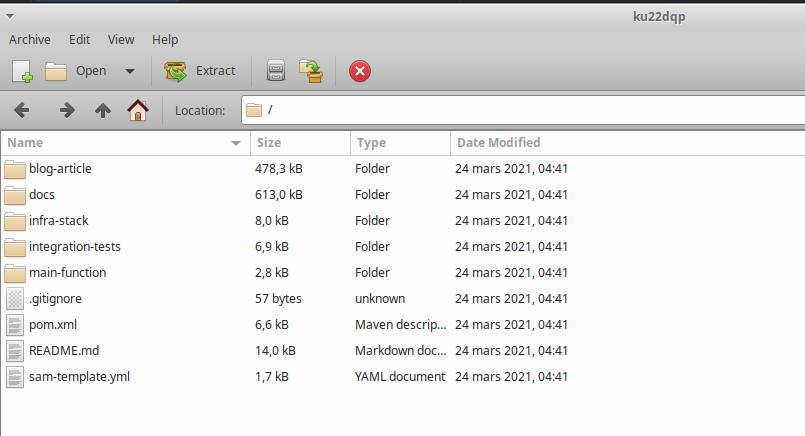 ku22dqp
Archive Edit View Help
Open Extract
Location: /
Name Size Type Date Modified
blog-article 478,3 kB Folder 24 mars 2021, 04:41
docs 613,0 kB Folder 24 mars 2021, 04:41
infra-stack 8,0 kB Folder 24 mars 2021, 04:41
integration-tests 6,9 kB Folder 24 mars 2021, 04:41
main-function 2,8 kB Folder 24 mars 2021, 04:41
.gitignore 57 bytes unknown 24 mars 2021, 04:41
pom.xml 6,6 kB Maven descrip... 24 mars 2021, 04:41
README.md 14,0 kB Markdown doc... 24 mars 2021, 04:41
sam-template.yml 1,7 kB YAML document 24 mars 2021, 04:41